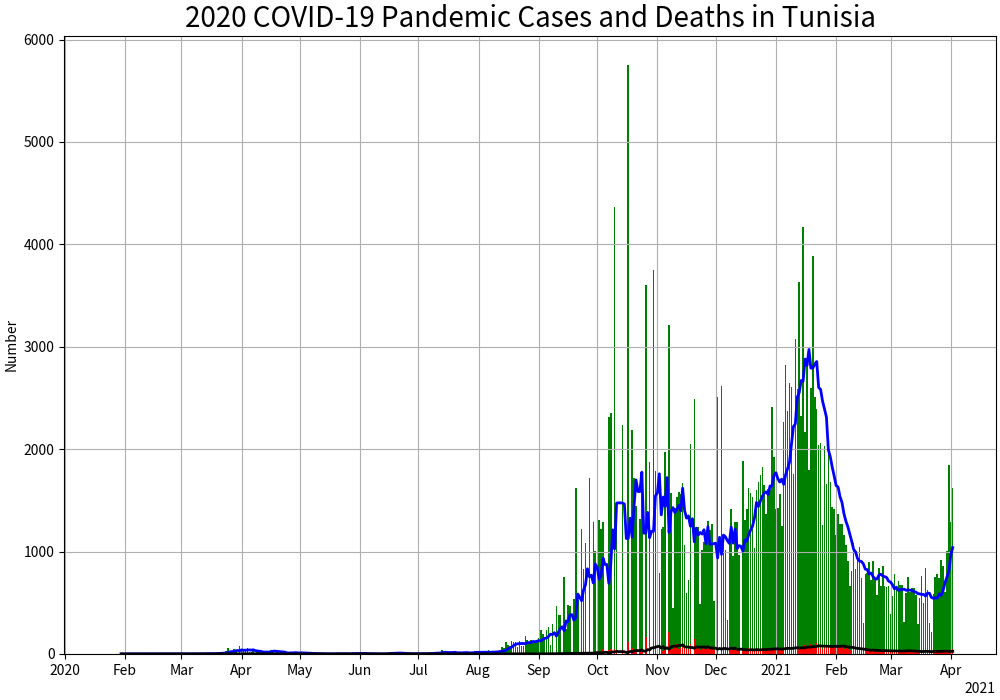 2020 COVID-19 Pandemic Cases and Deaths in Tunisia
Number
6000
5000
4000
3000
2000
1000
0
2020 Feb Mar Apr May Jun Jul Aug Sep Oct Nov Dec 2021 Feb Mar Apr
2021